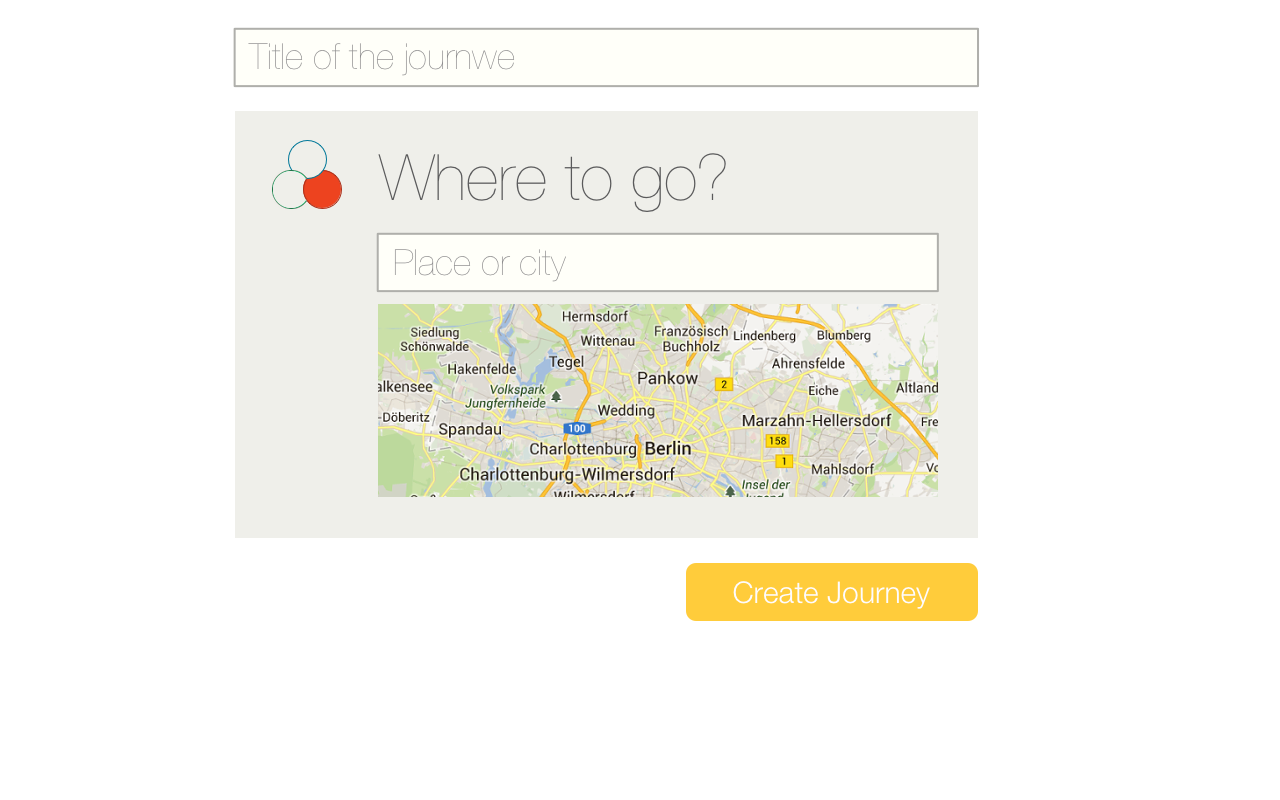 Title of the journwe
Where to go?
Place or city
Hermsdorf
Siedlung
Schönwalde
Französisch
Buchholz
Wittenau
Lindenberg
Blumberg
Hakenfelde
Tegel
Ahrensfelde
Pankow
2
alkensee
Volkspark
Jungfernheide
Eiche
Altland
Döberitz
Wedding
Spandau
100
Marzahn-Hellersdorf
Fre
Charlottenburg
Berlin
158
1
Charlottenburg-Wilmersdorf
Mahlsdorf
Insel der
Jugend
Wilmersdorf
Create Journey